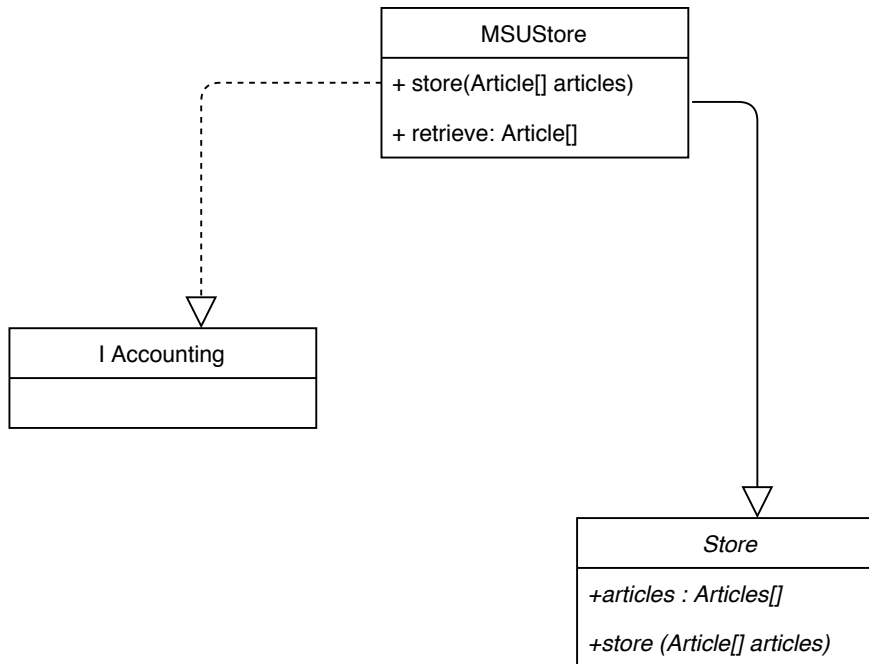 MSUStore
+ store(Article[] articles)
+ retrieve: Article[]
I Accounting
Store
+articles : Articles[]
+store (Article[] articles)